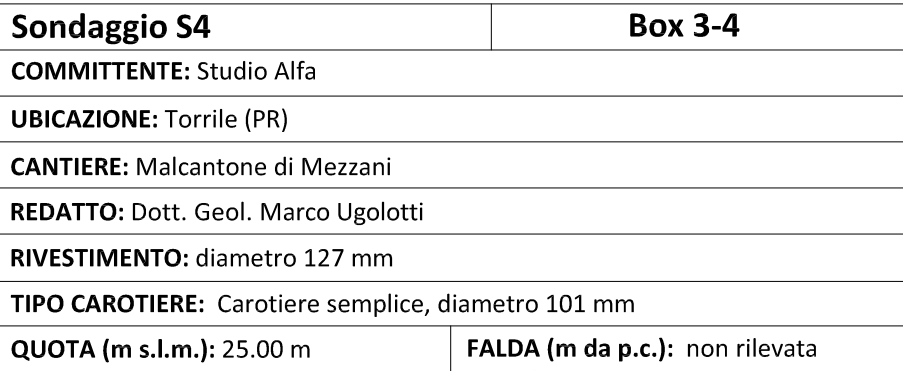 Sondaggio S4 Box 3-4
COMMITTENTE: Studio Alfa
UBICAZIONE: Torrile (PR)
CANTIERE: Malcantone di Mezzani
REDATTO: Dott. Geol. Marco Ugolotti
RIVESTIMENTO: diametro 127 mm
TIPO CAROTIERE: Carotiere semplice, diametro 101 mm
QUOTA (m s.l.m.): 25.00 m FALDA (m da p.c.): non rilevata